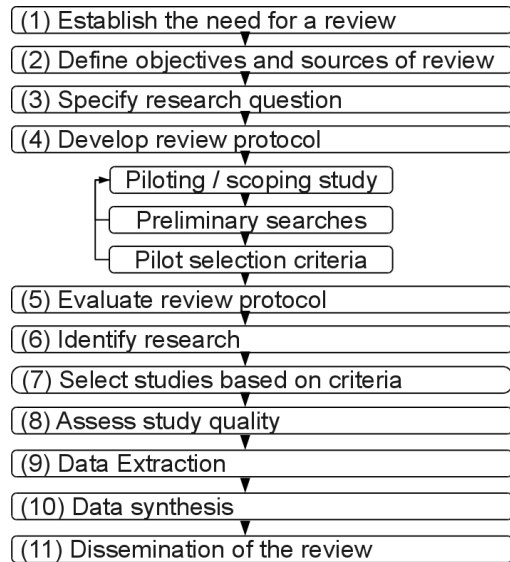 (1) Establish the need for a review
(2) Define objectives and sources of review
(3) Specify research question
(4) Develop review protocol
Piloting / scoping study
Preliminary searches
Pilot selection criteria
(5) Evaluate review protocol
(6) Identify research
(7) Select studies based on criteria
(8) Assess study quality
(9) Data Extraction
(10) Data synthesis
(11) Dissemination of the review